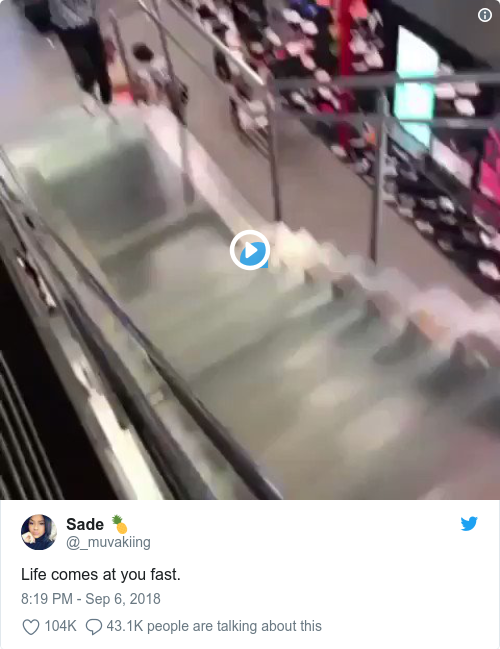 Sade 🍍
@_muvakiing
Life comes at you fast.
8:19 PM - Sep 6, 2018
104K 43.1K people are talking about this